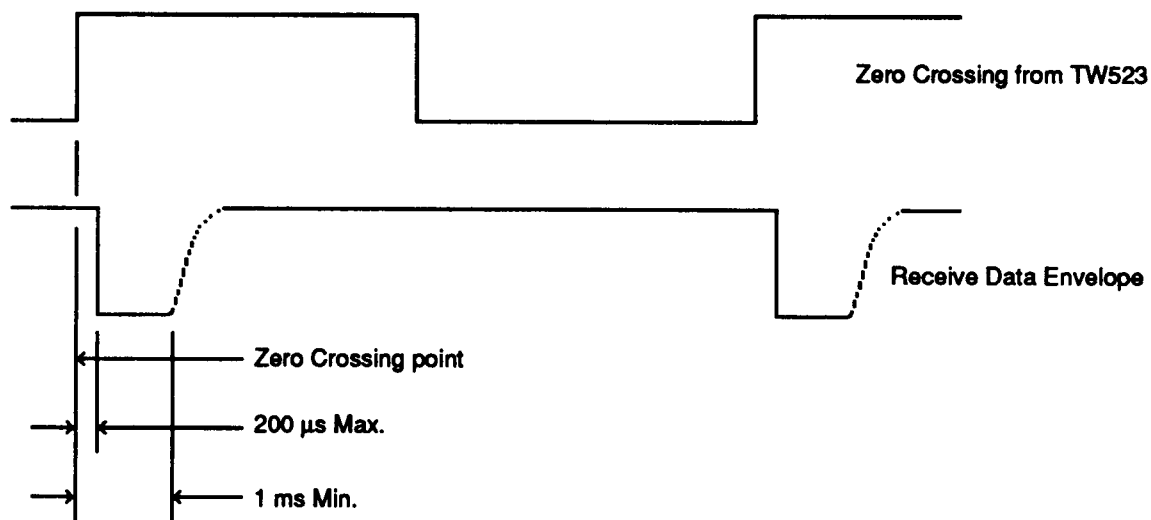 Zero Crossing from TW523
Receive Data Envelope
Zero Crossing point
200 µs Max.
1 ms Min.